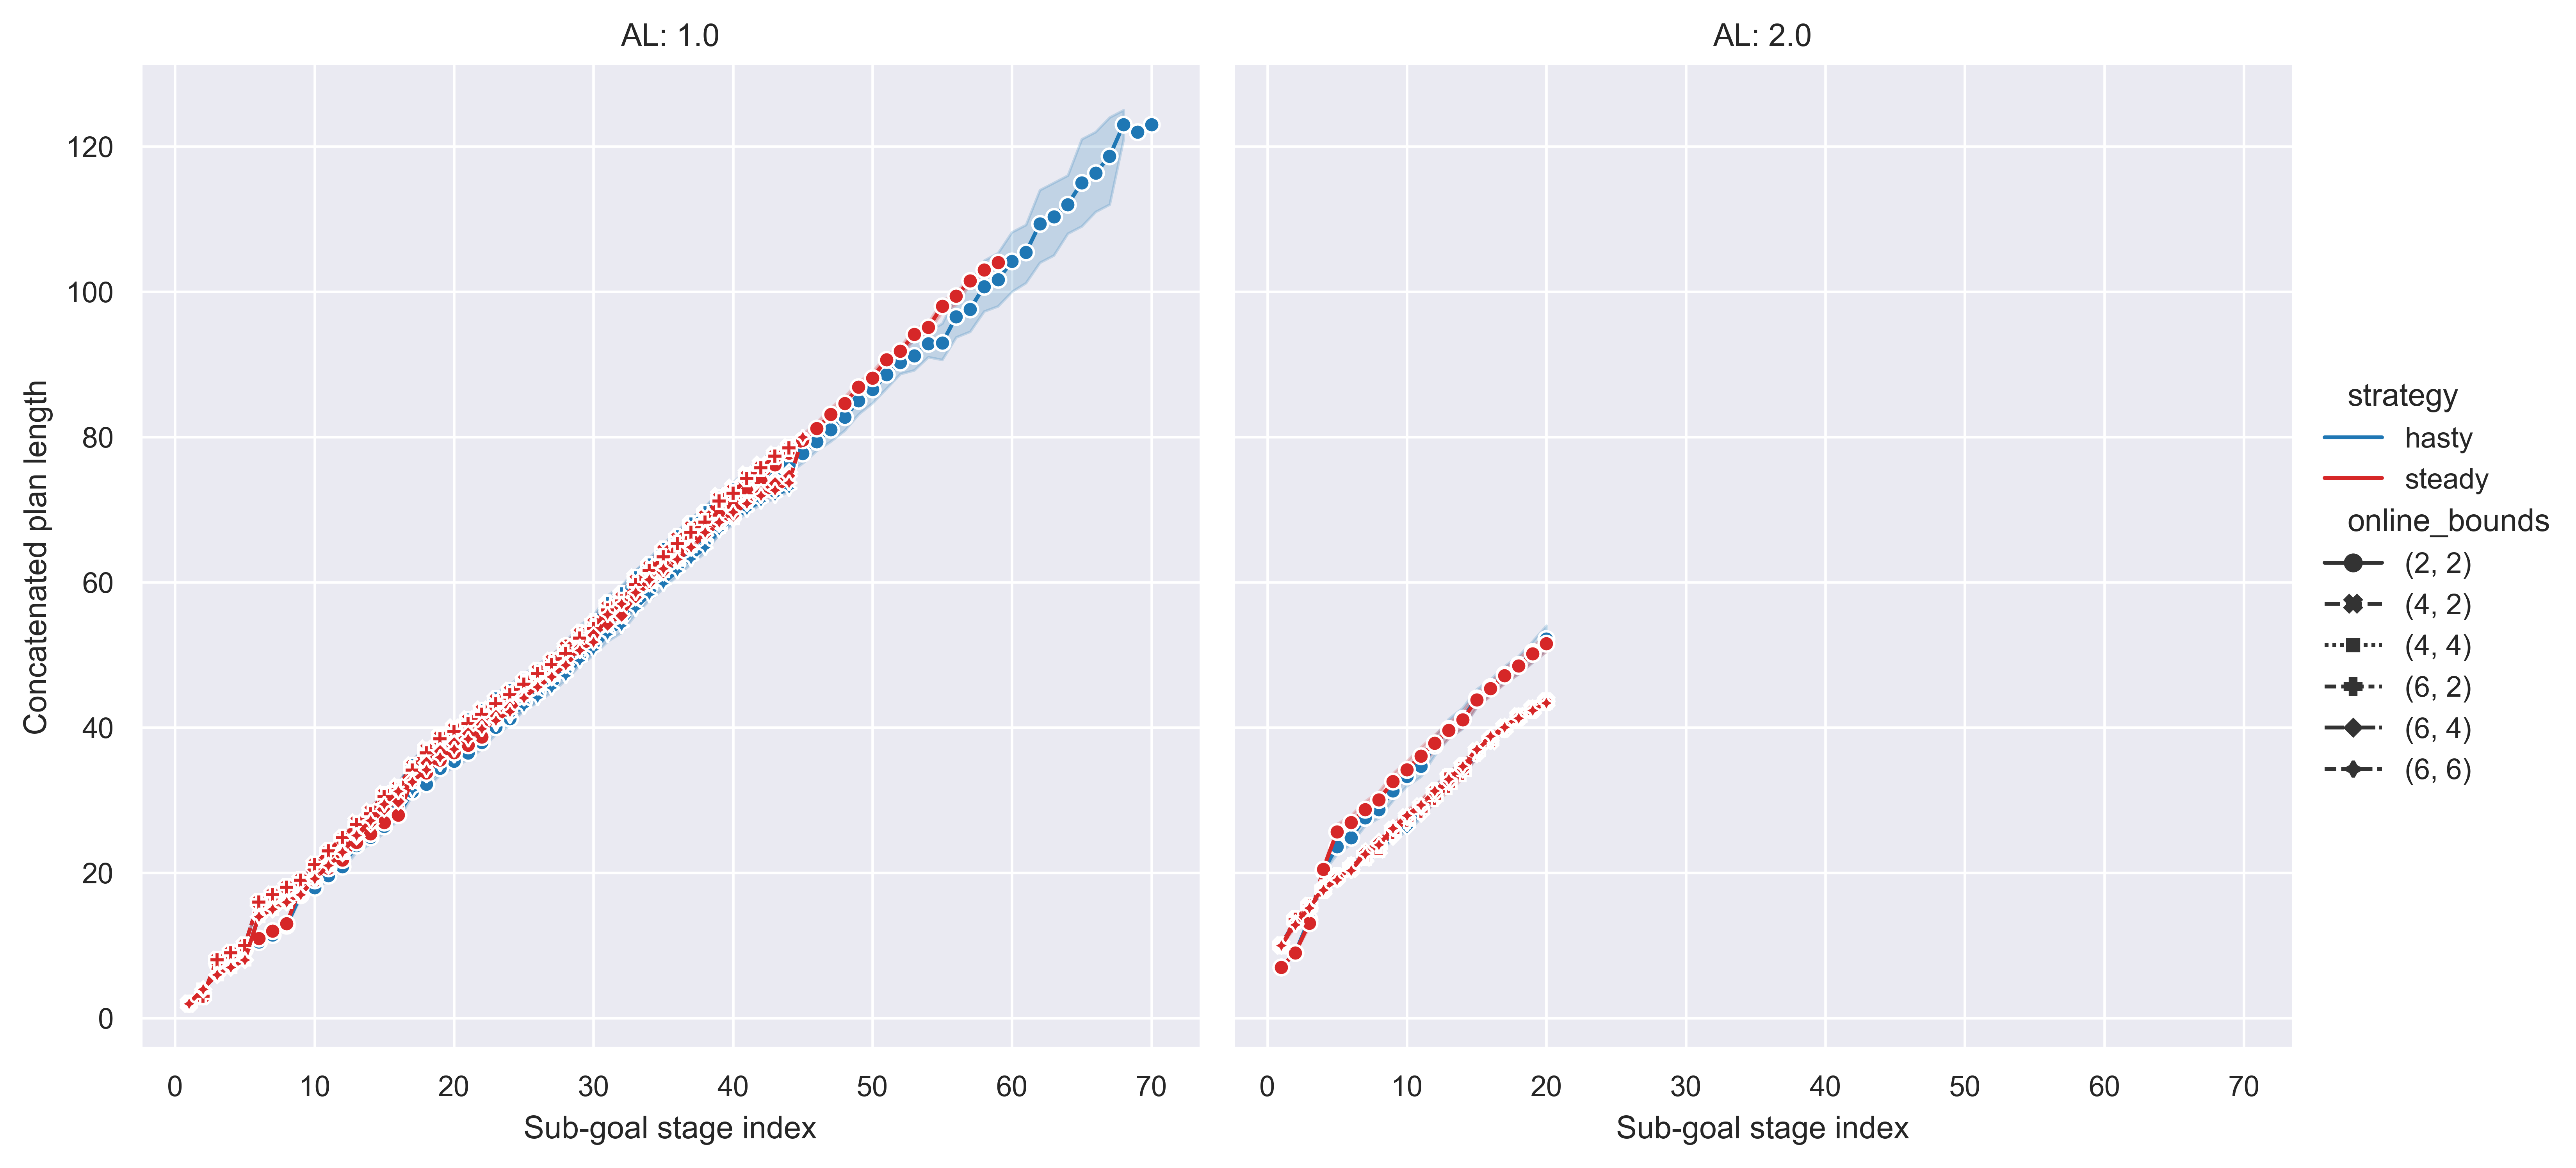 AL: 1.0
AL: 2.0
Concatenated plan length
120
100
80
60
40
20
0
0 10 20 30 40 50 60 70
0 10 20 30 40 50 60 70
Sub-goal stage index
Sub-goal stage index
strategy
hasty
steady
online_bounds
(2, 2)
(4, 2)
(4, 4)
(6, 2)
(6, 4)
(6, 6)